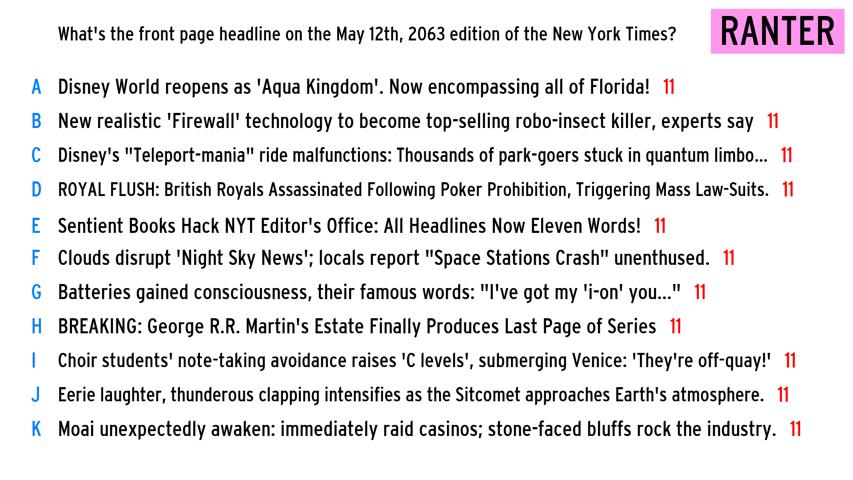 What's the front page headline on the May 12th, 2063 edition of the New York Times?
RANTER
A Disney World reopens as 'Aqua Kingdom'. Now encompassing all of Florida! 11
B New realistic 'Firewall' technology to become top-selling robo-insect killer, experts say 11
C Disney's "Teleport-mania" ride malfunctions: Thousands of park-goers stuck in quantum limbo... 11
D ROYAL FLUSH: British Royals Assassinated Following Poker Prohibition, Triggering Mass Law-Suits. 11
E Sentient Books Hack NYT Editor's Office: All Headlines Now Eleven Words! 11
F Clouds disrupt 'Night Sky News'; locals report "Space Stations Crash" unenthused. 11
G Batteries gained consciousness, their famous words: "I've got my 'i-on' you..." 11
H BREAKING: George R.R. Martin's Estate Finally Produces Last Page of Series 11
I Choir students' note-taking avoidance raises 'C levels', submerging Venice: 'They're off-quay!' 11
J Eerie laughter, thunderous clapping intensifies as the Sitcomet approaches Earth's atmosphere. 11
K Moai unexpectedly awaken: immediately raid casinos; stone-faced bluffs rock the industry. 11